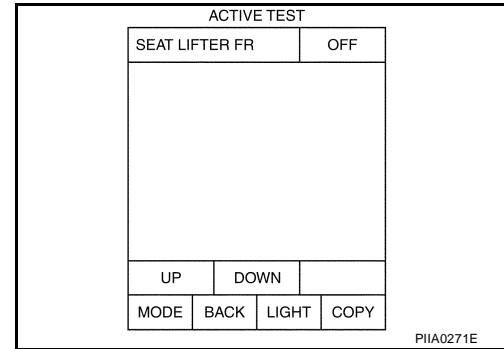 ACTIVE TEST
SEAT LIFTER FR OFF
UP DOWN
MODE BACK LIGHT COPY
PIIA0271E